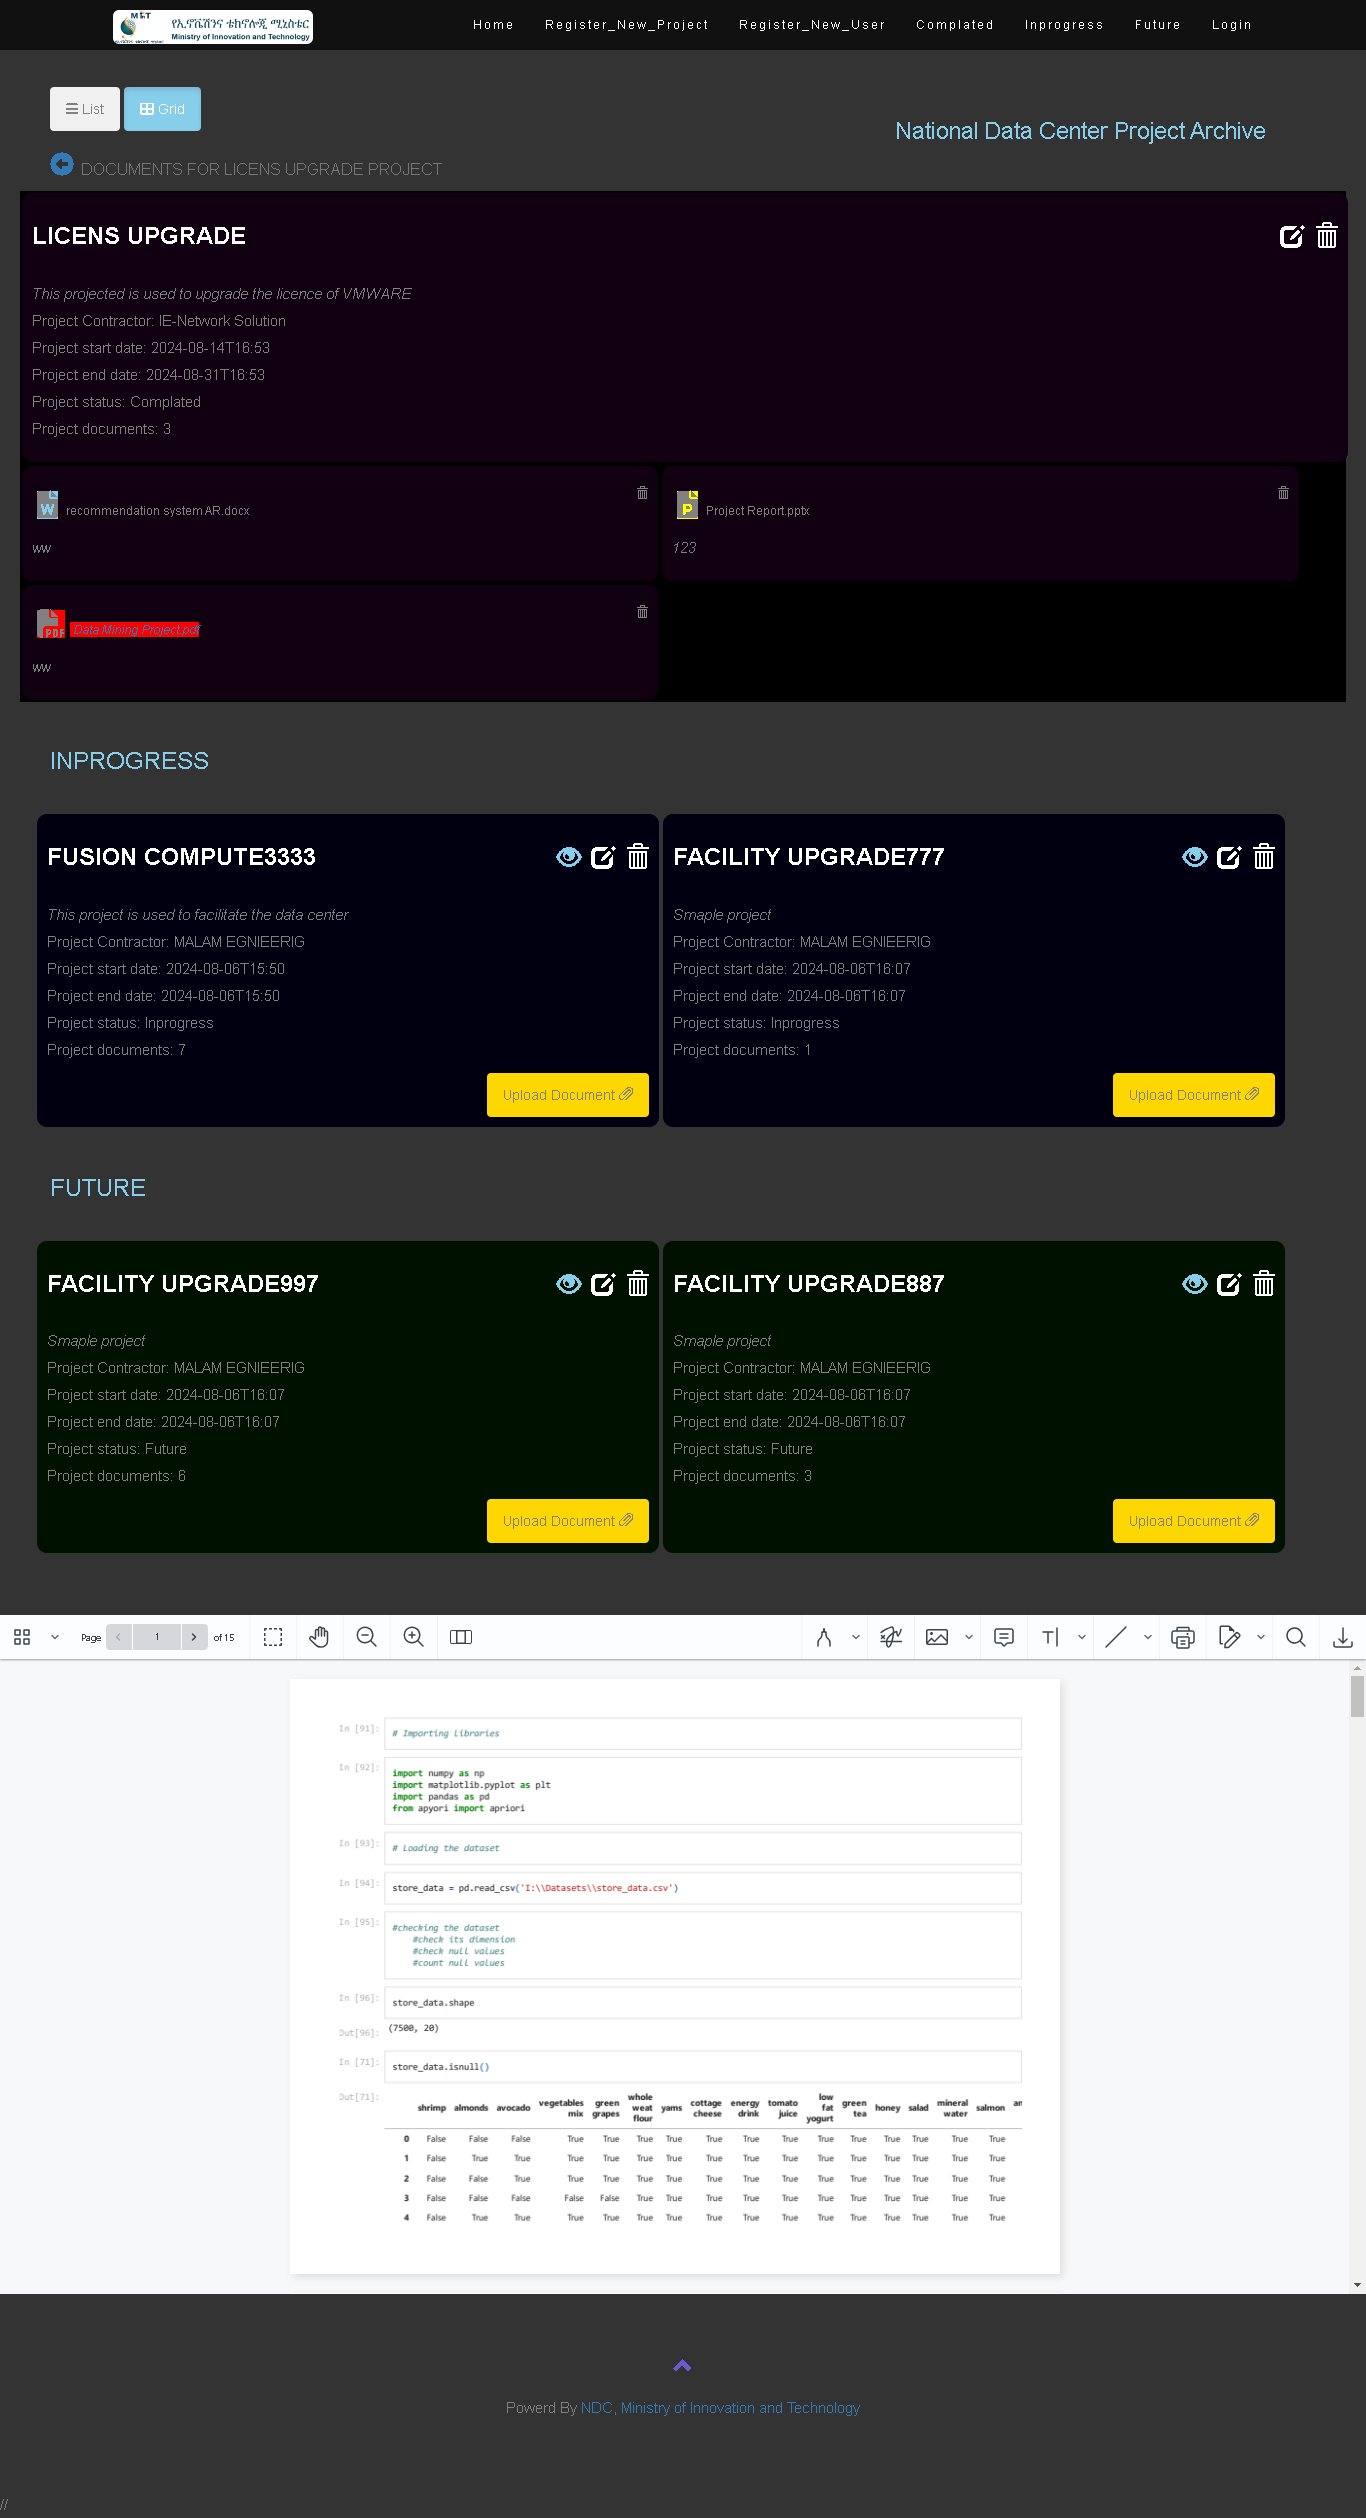 የኢኖቬሽንና ቴክኖሎጂ ሚኒስቴር
Ministry of Innovation and Technology
Home Register_New_Project Register_New_User Complated Inprogress Future Login
List Grid
National Data Center Project Archive
DOCUMENTS FOR LICENS UPGRADE PROJECT
LICENS UPGRADE
This projected is used to upgrade the licence of VMWARE
Project Contractor: IE-Network Solution
Project start date: 2024-08-14T16:53
Project end date: 2024-08-31T16:53
Project status: Complated
Project documents: 3
W recommendation system AR.docx
ww
P Project Report.pptx
123
PDF Data Mining Project.pdf
ww
INPROGRESS
FUSION COMPUTE3333
This project is used to facilitate the data center
Project Contractor: MALAM EGNIEERIG
Project start date: 2024-08-06T15:50
Project end date: 2024-08-06T15:50
Project status: Inprogress
Project documents: 7
Upload Document
FACILITY UPGRADE777
Smaple project
Project Contractor: MALAM EGNIEERIG
Project start date: 2024-08-06T16:07
Project end date: 2024-08-06T16:07
Project status: Inprogress
Project documents: 1
Upload Document
FUTURE
FACILITY UPGRADE997
Smaple project
Project Contractor: MALAM EGNIEERIG
Project start date: 2024-08-06T16:07
Project end date: 2024-08-06T16:07
Project status: Future
Project documents: 6
Upload Document
FACILITY UPGRADE887
Smaple project
Project Contractor: MALAM EGNIEERIG
Project start date: 2024-08-06T16:07
Project end date: 2024-08-06T16:07
Project status: Future
Project documents: 3
Upload Document
Page 1 of 15
In [91]: # Importing libraries
In [92]: import numpy as np
import matplotlib.pyplot as plt
import pandas as pd
from apyori import apriori
In [93]: # Loading the dataset
In [94]: store_data = pd.read_csv('I:\\Datasets\\store_data.csv')
In [95]: #checking the dataset
#check its dimension
#check null values
#count null values
In [96]: store_data.shape
Out[96]: (7500, 20)
In [71]: store_data.isnull()
Out[71]:
shrimp almonds avocado vegetables mix green grapes whole weat flour yams cottage cheese energy drink tomato juice low fat yogurt green tea honey salad mineral water salmon an
0 False False False True True True True True True True True True True True True True
1 False True True True True True True True True True True True True True True True
2 False False True True True True True True True True True True True True True True
3 False False False False False True True True True True True True True True True True
4 False True True True True True True True True True True True True True True True
Powerd By NDC, Ministry of Innovation and Technology
//